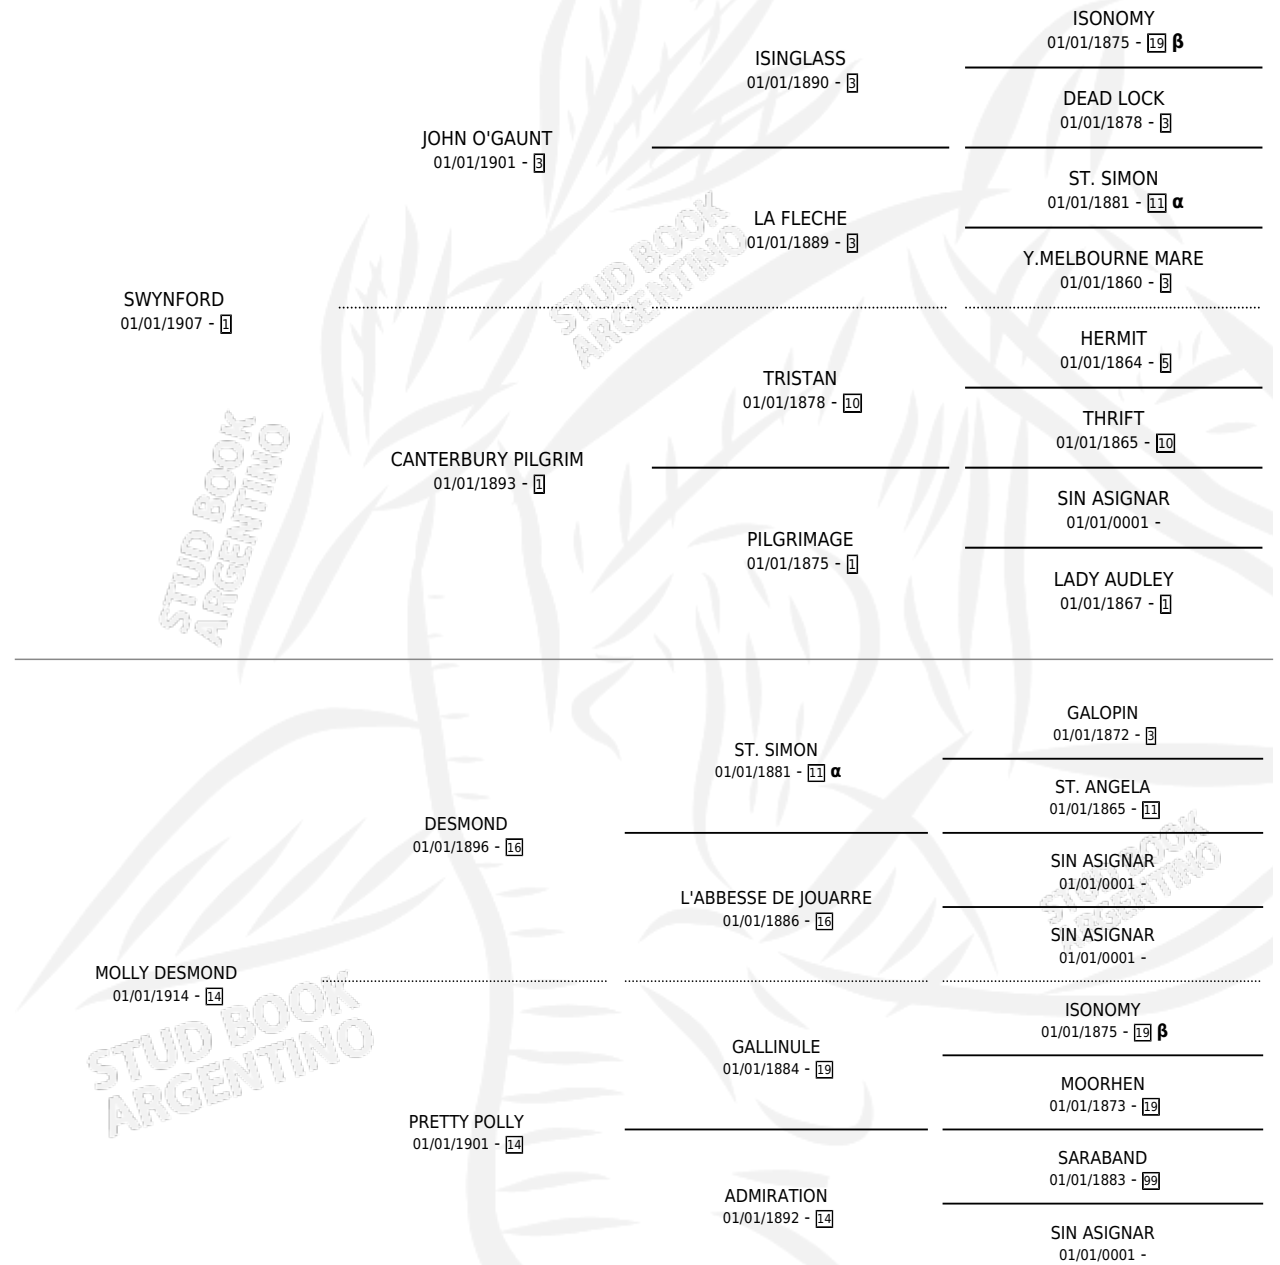 ISONOMY
01/01/1875 - 19 β
ISINGLASS
01/01/1890 - 3
DEAD LOCK
01/01/1878 - 3
JOHN O'GAUNT
01/01/1901 - 3
ST. SIMON
01/01/1881 - 11 α
LA FLECHE
01/01/1889 - 3
Y.MELBOURNE MARE
01/01/1860 - 3
SWYNFORD
01/01/1907 - 1
HERMIT
01/01/1864 - 5
TRISTAN
01/01/1878 - 10
THRIFT
01/01/1865 - 10
CANTERBURY PILGRIM
01/01/1893 - 1
SIN ASIGNAR
01/01/0001 -
PILGRIMAGE
01/01/1875 - 1
LADY AUDLEY
01/01/1867 - 1
GALOPIN
01/01/1872 - 3
ST. SIMON
01/01/1881 - 11 α
ST. ANGELA
01/01/1865 - 11
DESMOND
01/01/1896 - 16
SIN ASIGNAR
01/01/0001 -
L'ABBESSE DE JOUARRE
01/01/1886 - 16
SIN ASIGNAR
01/01/0001 -
MOLLY DESMOND
01/01/1914 - 14
ISONOMY
01/01/1875 - 19 β
GALLINULE
01/01/1884 - 19
MOORHEN
01/01/1873 - 19
PRETTY POLLY
01/01/1901 - 14
SARABAND
01/01/1883 - 99
ADMIRATION
01/01/1892 - 14
SIN ASIGNAR
01/01/0001 -
STUD BOOK
ARGENTINO
STUD BOOK
ARGENTINO
STUD BOOK
ARGENTINO
STUD BOOK
ARGENTINO